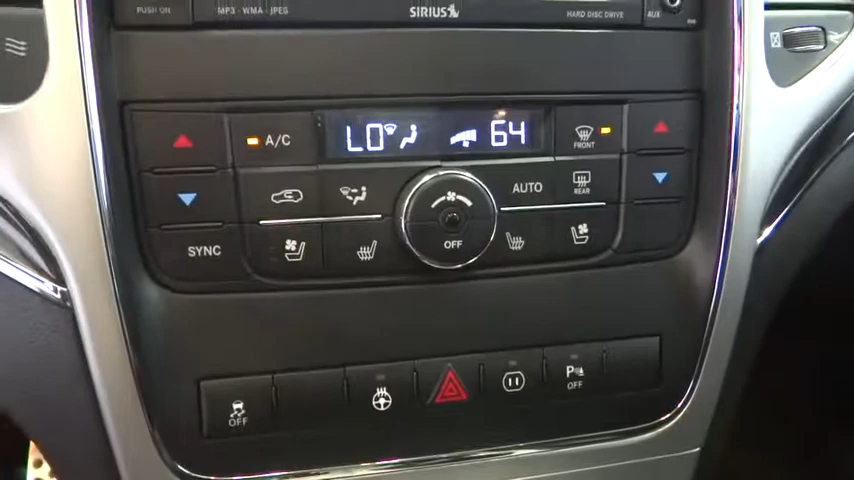 PUSH ON MP3·WMA·JPEG SIRIUS HARD DISC DRIVE AUX
A/C LO 64 FRONT
AUTO REAR
SYNC OFF
OFF P OFF